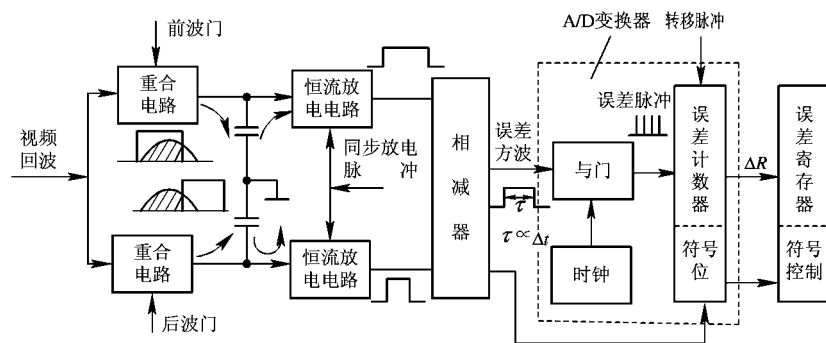 前波门
A/D变换器
转移脉冲
重合
电路
恒流放
电电路
误差脉冲
视频
回波
同步放电
脉 冲
相减器
误差
方波
与门
误差计数器
ΔR
误差寄存器
τ
τ∝Δt
重合
电路
恒流放
电电路
时钟
符号
位
符号
控制
后波门